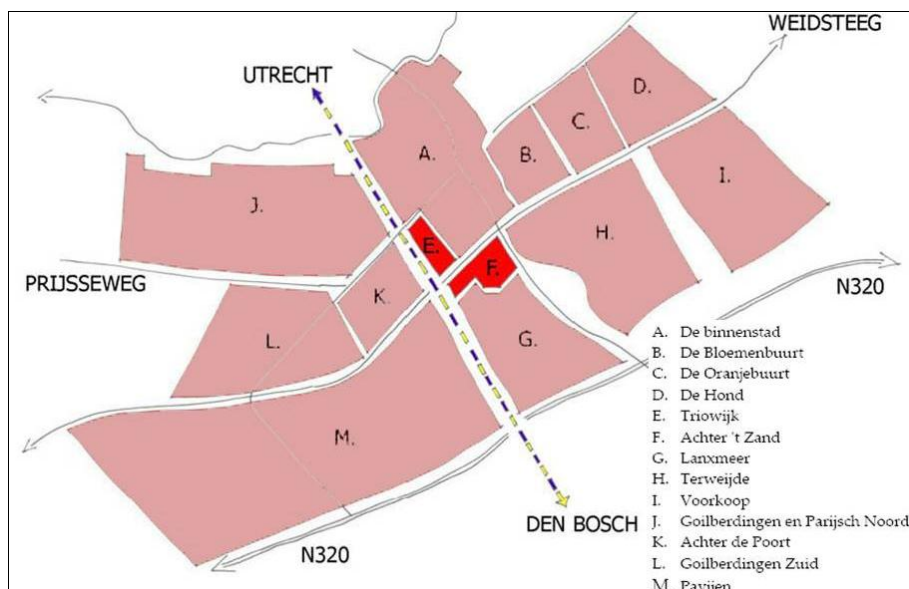 WEIDSTEEG
UTRECHT
D.
C.
B.
A.
I.
J.
H.
E.
F.
PRIJSSEWEG
K.
N320
L.
G.
M.
DEN BOSCH
N320
A. De binnenstad
B. De Bloemenbuurt
C. De Oranjebuurt
D. De Hond
E. Triowijk
F. Achter 't Zand
G. Lanxmeer
H. Terweijde
I. Voorkoop
J. Goilberdingen en Parijsch Noord
K. Achter de Poort
L. Goilberdingen Zuid
M. Pavijen